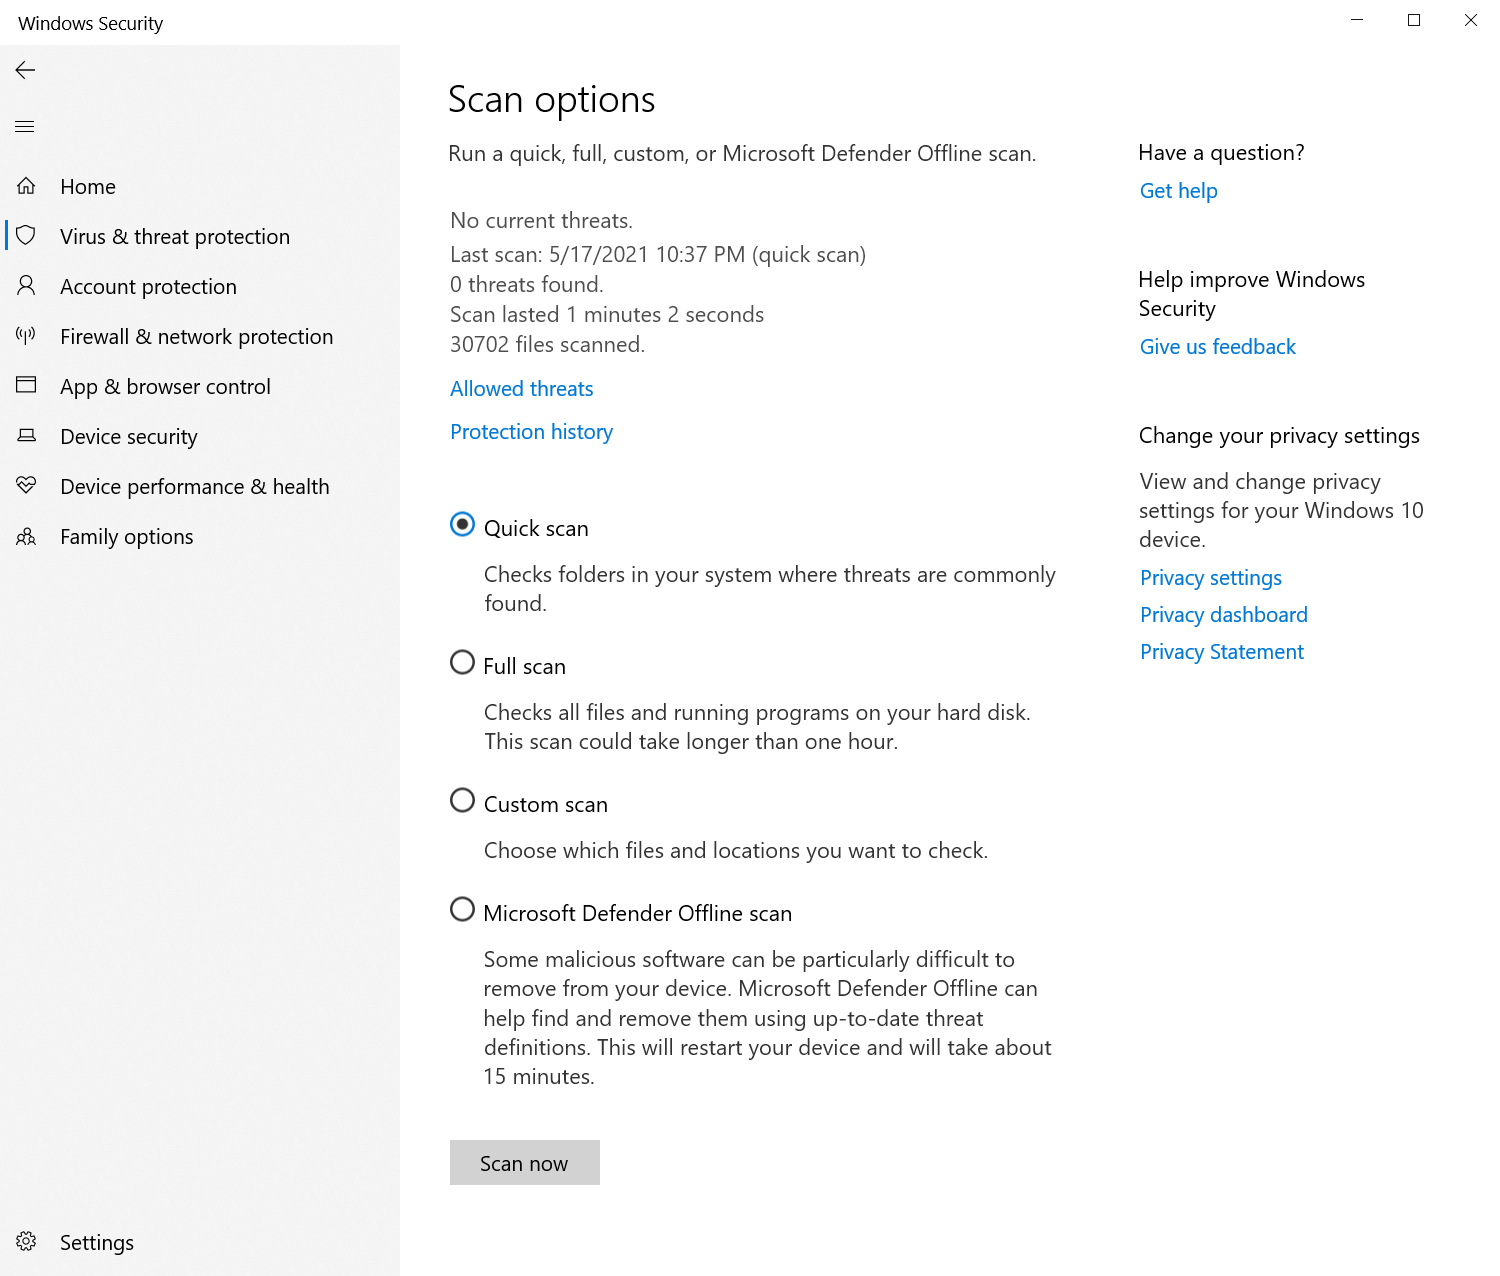 Windows Security
Home
Virus & threat protection
Account protection
Firewall & network protection
App & browser control
Device security
Device performance & health
Family options
Settings
Scan options
Run a quick, full, custom, or Microsoft Defender Offline scan.
No current threats.
Last scan: 5/17/2021 10:37 PM (quick scan)
0 threats found.
Scan lasted 1 minutes 2 seconds
30702 files scanned.
Allowed threats
Protection history
Quick scan
Checks folders in your system where threats are commonly
found.
Full scan
Checks all files and running programs on your hard disk.
This scan could take longer than one hour.
Custom scan
Choose which files and locations you want to check.
Microsoft Defender Offline scan
Some malicious software can be particularly difficult to
remove from your device. Microsoft Defender Offline can
help find and remove them using up-to-date threat
definitions. This will restart your device and will take about
15 minutes.
Scan now
Have a question?
Get help
Help improve Windows
Security
Give us feedback
Change your privacy settings
View and change privacy
settings for your Windows 10
device.
Privacy settings
Privacy dashboard
Privacy Statement